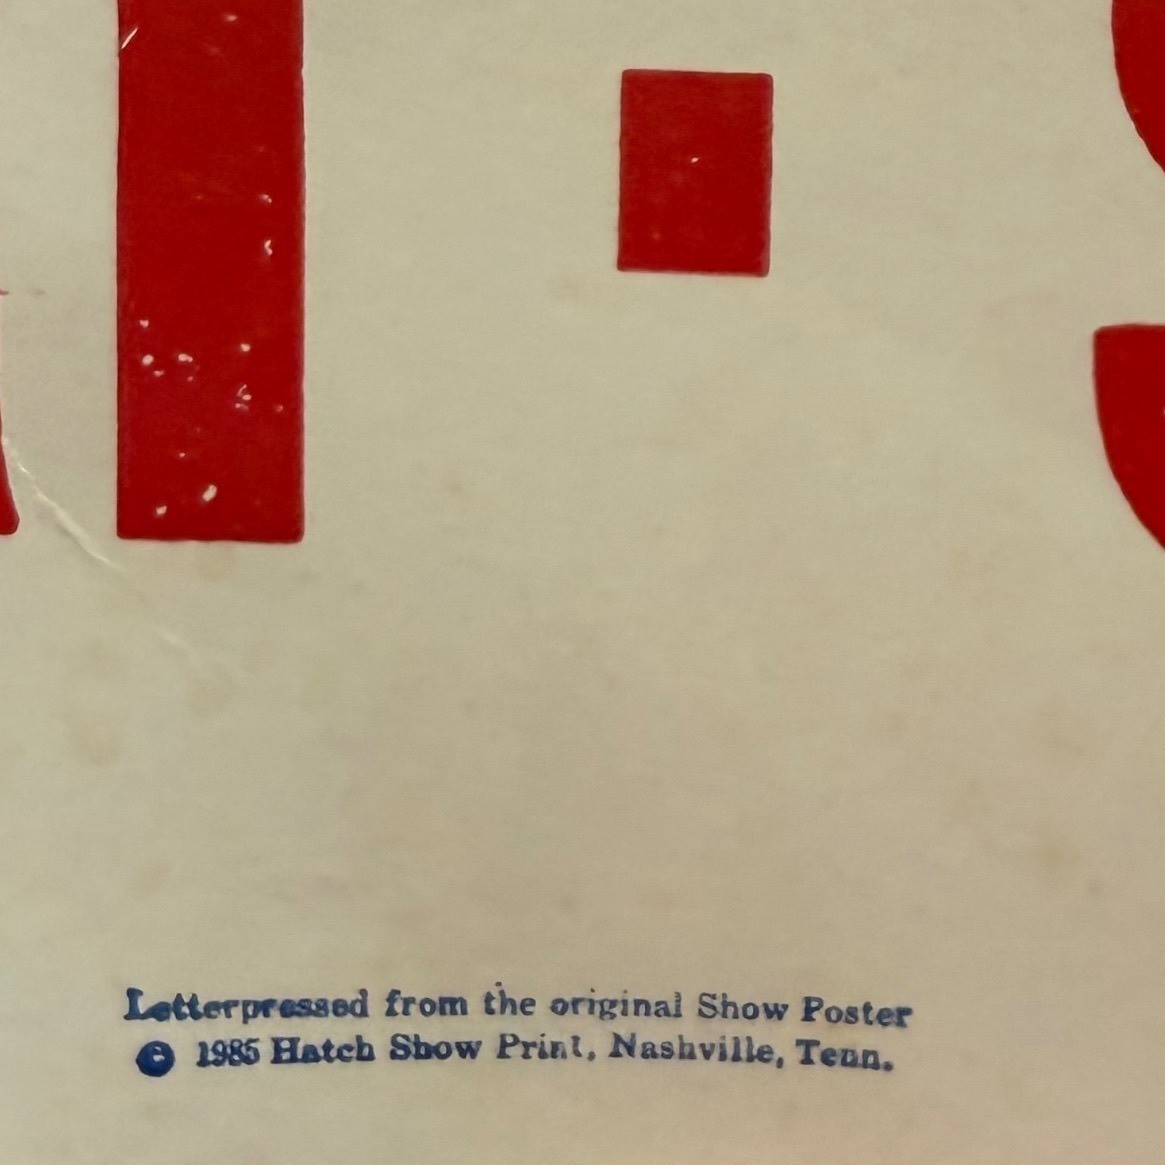 I. S
Letterpressed from the original Show Poster
© 1985 Hatch Show Print, Nashville, Tenn.